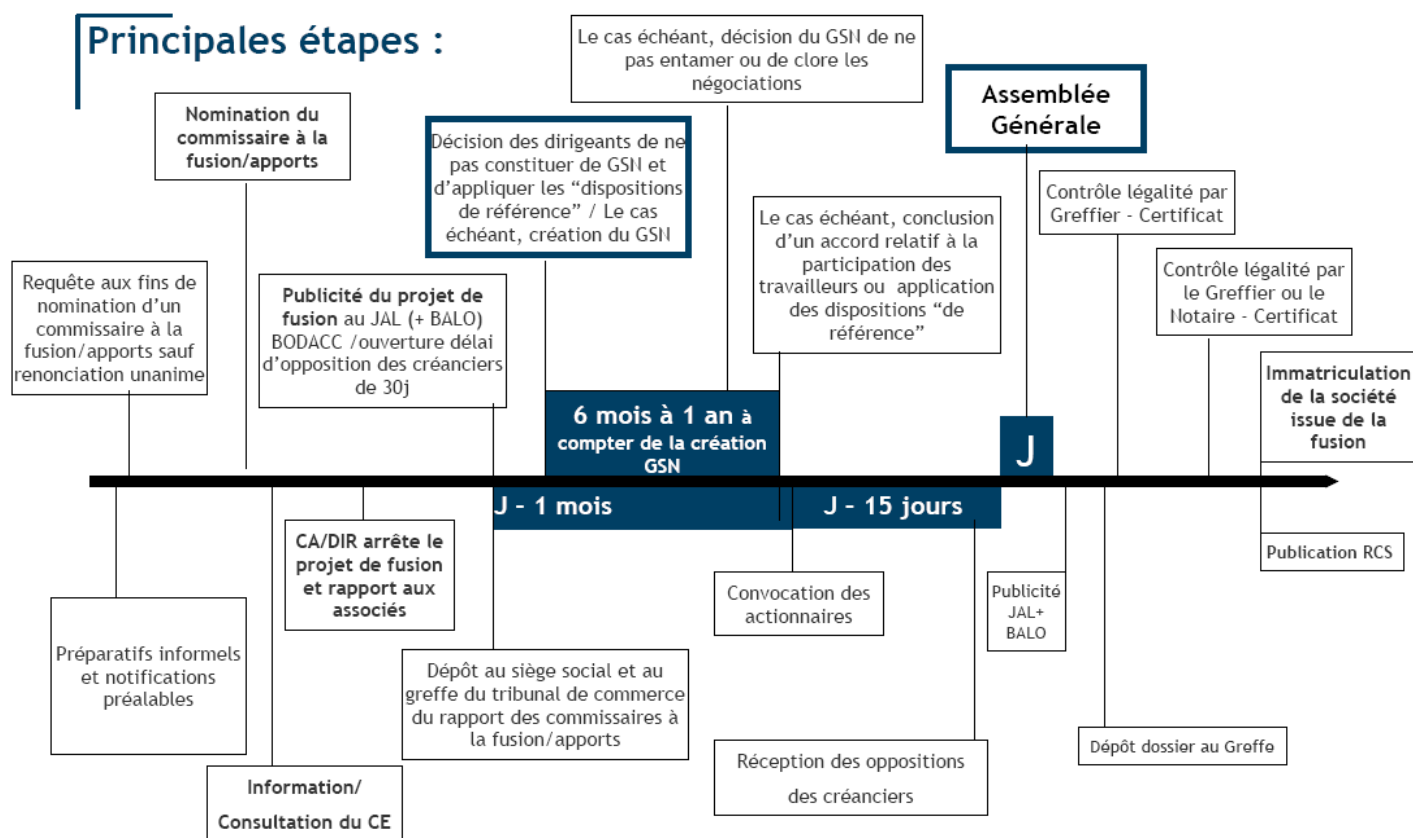 Principales étapes :
Le cas échéant, décision du GSN de ne
pas entamer ou de clore les
négociations
Nomination du
commissaire à la
fusion/apports
Assemblée
Générale
Décision des dirigeants de ne
pas constituer de GSN et
d'appliquer les “dispositions
de référence” / Le cas
échéant, création du GSN
Contrôle légalité par
Greffier - Certificat
Le cas échéant, conclusion
d'un accord relatif à la
participation des
travailleurs ou application
des dispositions “de
référence”
Requête aux fins de
nomination d'un
commissaire à la
fusion/apports sauf
renonciation unanime
Publicité du projet de
fusion au JAL (+ BALO)
BODACC /ouverture délai
d'opposition des créanciers
de 30j
Contrôle légalité par
le Greffier ou le
Notaire - Certificat
Immatriculation
de la société
issue de la
fusion
6 mois à 1 an à
compter de la création
GSN
J
J – 1 mois
J – 15 jours
CA/DIR arrête le
projet de fusion
et rapport aux
associés
Convocation des
actionnaires
Publicité
JAL+
BALO
Publication RCS
Préparatifs informels
et notifications
préalables
Dépôt au siège social et au
greffe du tribunal de commerce
du rapport des commissaires à
la fusion/apports
Réception des oppositions
des créanciers
Dépôt dossier au Greffe
Information/
Consultation du CE